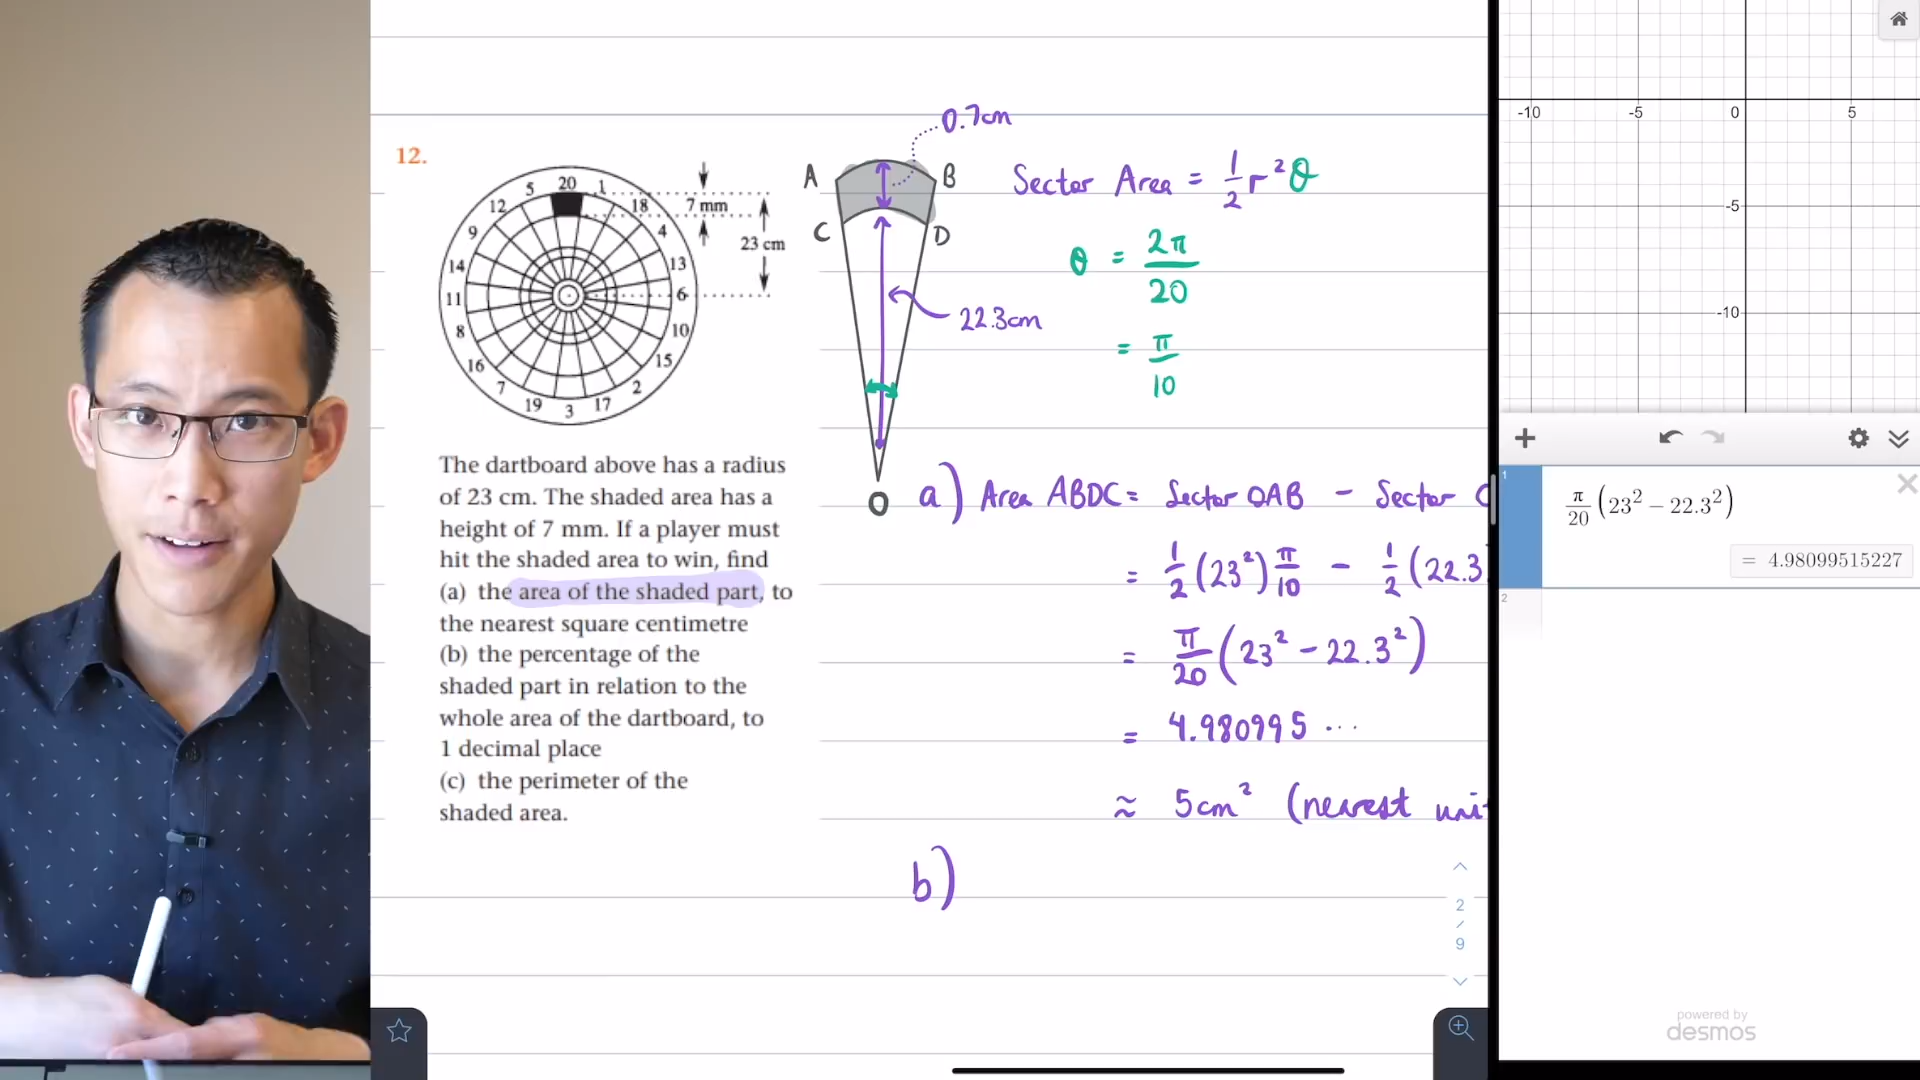 12.
20
1
5
18
12
4
9
13
14
6
11
10
8
15
16
2
7
17
19
3
7 mm
23 cm
The dartboard above has a radius
of 23 cm. The shaded area has a
height of 7 mm. If a player must
hit the shaded area to win, find
(a) the area of the shaded part, to
the nearest square centimetre
(b) the percentage of the
shaded part in relation to the
whole area of the dartboard, to
1 decimal place
(c) the perimeter of the
shaded area.
0.7cm
A
B
C
D
22.3cm
O
Sector Area = 1/2 r²θ
θ = 2π/20
= π/10
a) Area ABDC = Sector OAB - Sector
= 1/2 (23²) π/10 - 1/2 (22.3
= π/20 (23² - 22.3²)
= 4.980995 ...
≈ 5cm² (nearest
b)
2
/
9
-10
-5
0
5
-5
-10
1
π/20 (23² − 22.3²)
= 4.98099515227
2
powered by
desmos